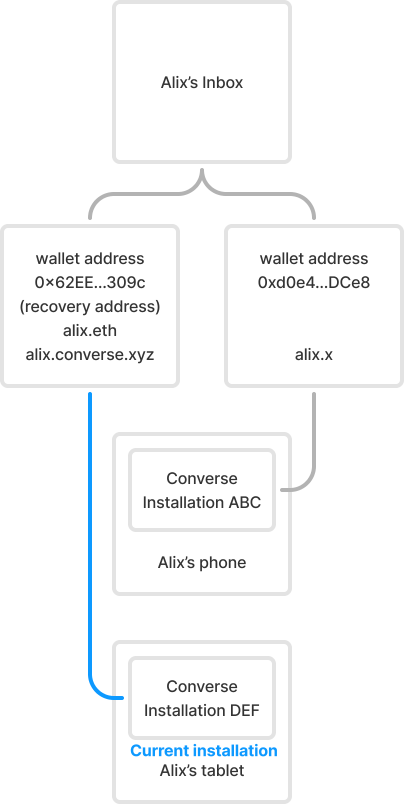 Alix's Inbox
wallet address
0×62EE...309c
(recovery address)
alix.eth
alix.converse.xyz
wallet address
0xd0e4...DCe8
alix.x
Converse
Installation ABC
Alix's phone
Converse
Installation DEF
Current installation
Alix's tablet